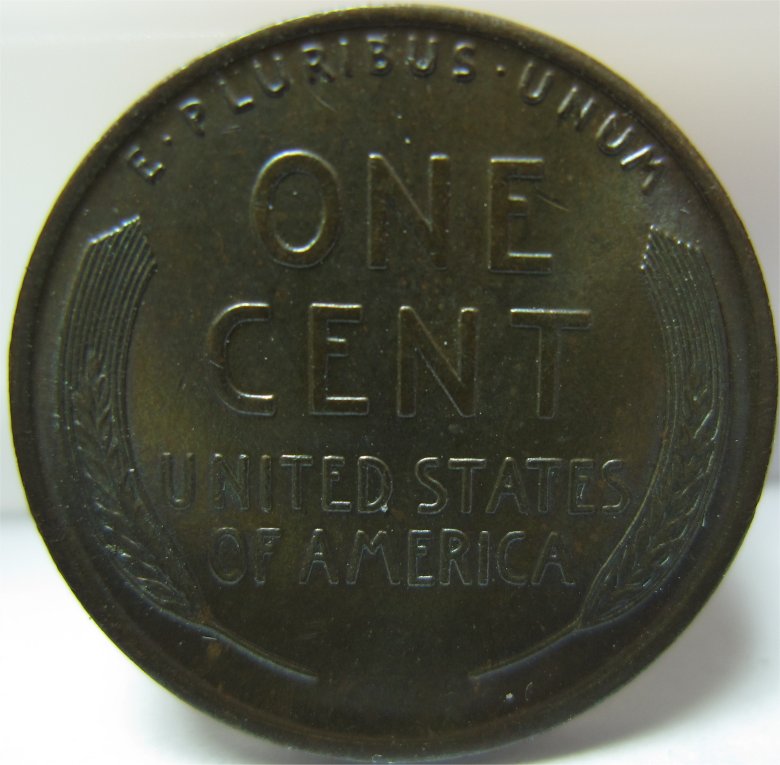 E·PLURIBUS·UNUM
ONE
CENT
UNITED STATES
OF AMERICA